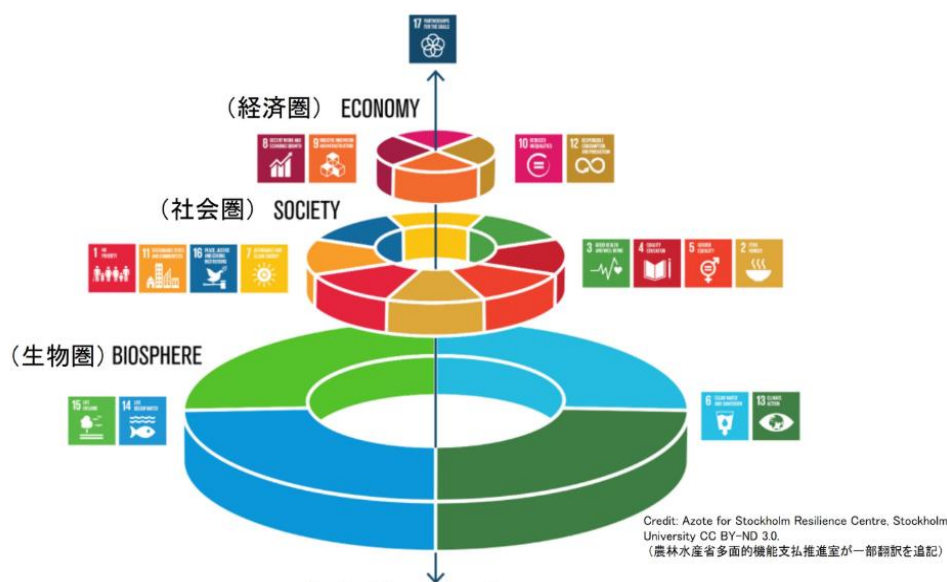 17 PARTNERSHIPS
FOR THE GOALS
（経済圏） ECONOMY
8 DECENT WORK AND
ECONOMIC GROWTH
9 INDUSTRY, INNOVATION
AND INFRASTRUCTURE
10 REDUCED
INEQUALITIES
12 RESPONSIBLE
CONSUMPTION
AND PRODUCTION
（社会圏） SOCIETY
1 NO
POVERTY
11 SUSTAINABLE CITIES
AND COMMUNITIES
16 PEACE, JUSTICE
AND STRONG
INSTITUTIONS
7 AFFORDABLE AND
CLEAN ENERGY
3 GOOD HEALTH
AND WELL-BEING
4 QUALITY
EDUCATION
5 GENDER
EQUALITY
2 ZERO
HUNGER
（生物圏） BIOSPHERE
15 LIFE
ON LAND
14 LIFE
BELOW WATER
6 CLEAN WATER
AND SANITATION
13 CLIMATE
ACTION
Credit: Azote for Stockholm Resilience Centre, Stockholm
University CC BY-ND 3.0.
（農林水産省多面的機能支払推進室が一部翻訳を追記）